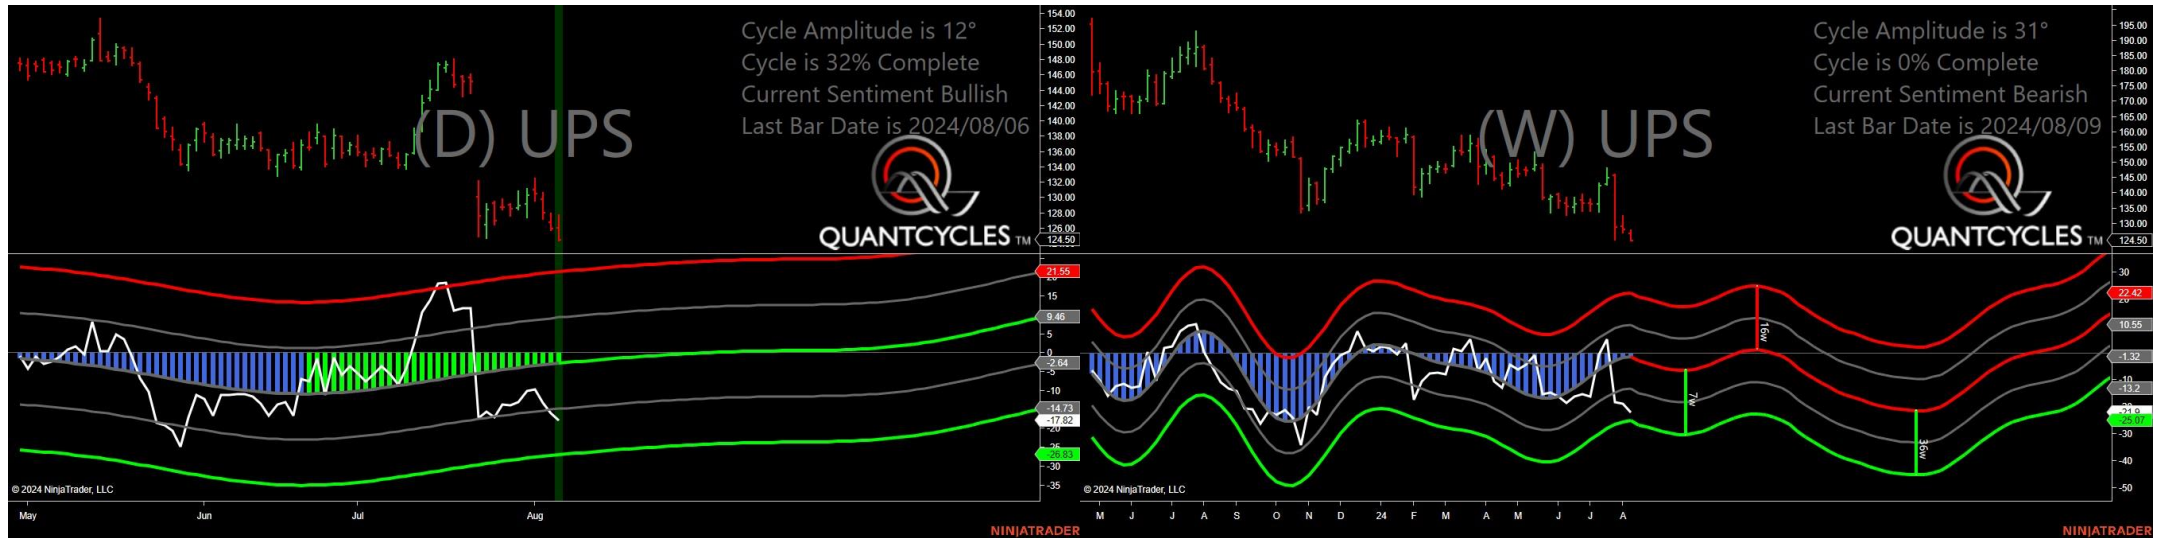 Cycle Amplitude is 12°
Cycle is 32% Complete
Current Sentiment Bullish
Last Bar Date is 2024/08/06
(D) UPS
QUANTCYCLES TM
154.00
152.00
150.00
148.00
146.00
144.00
142.00
140.00
138.00
136.00
134.00
132.00
130.00
128.00
126.00
124.50
21.55
15
9.46
5
0
-2.64
-5
-10
-14.73
-17.82
-20
-26.83
-30
-35
© 2024 NinjaTrader, LLC
May Jun Jul Aug
NINJATRADER
Cycle Amplitude is 31°
Cycle is 0% Complete
Current Sentiment Bearish
Last Bar Date is 2024/08/09
(W) UPS
QUANTCYCLES TM
195.00
190.00
185.00
180.00
175.00
170.00
165.00
160.00
155.00
150.00
145.00
140.00
135.00
130.00
124.50
30
22.42
10.55
-1.32
-10
-13.2
-21.9
-25.07
-30
-40
-50
16w
7w
36w
© 2024 NinjaTrader, LLC
M J J A S O N D 24 F M A M J J A
NINJATRADER